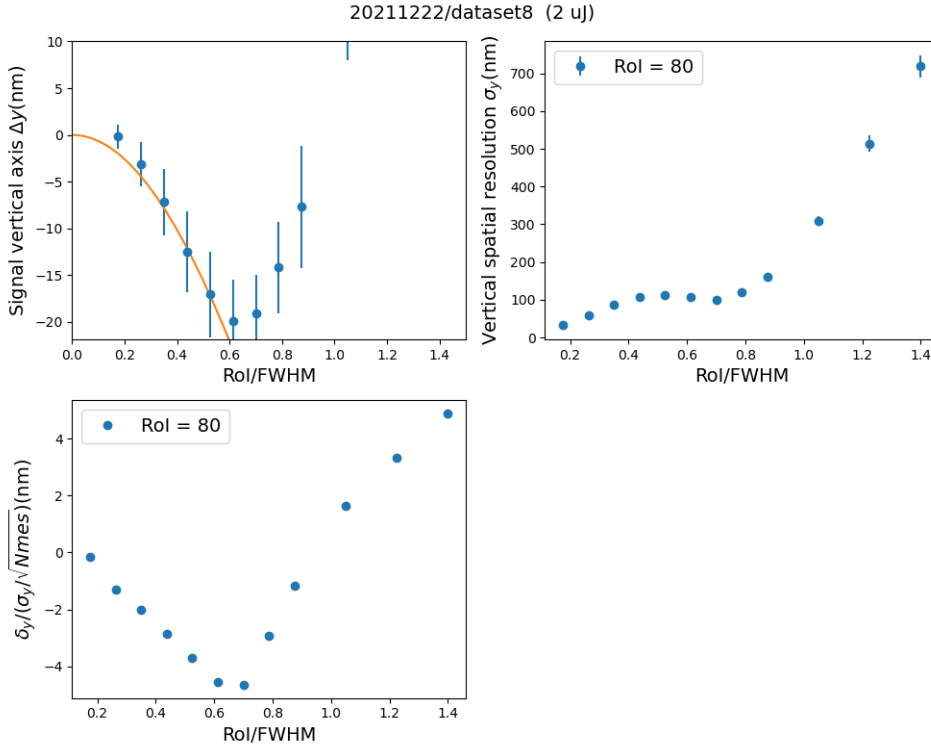 20211222/dataset8  (2 uJ)
Signal vertical axis Δy(nm)
10
5
0
−5
−10
−15
−20
0.0 0.2 0.4 0.6 0.8 1.0 1.2 1.4
RoI/FWHM
Vertical spatial resolution σ_y(nm)
RoI = 80
700
600
500
400
300
200
100
0
0.2 0.4 0.6 0.8 1.0 1.2 1.4
RoI/FWHM
δ_y/(σ_y/√Nmes)(nm)
RoI = 80
4
2
0
−2
−4
0.2 0.4 0.6 0.8 1.0 1.2 1.4
RoI/FWHM